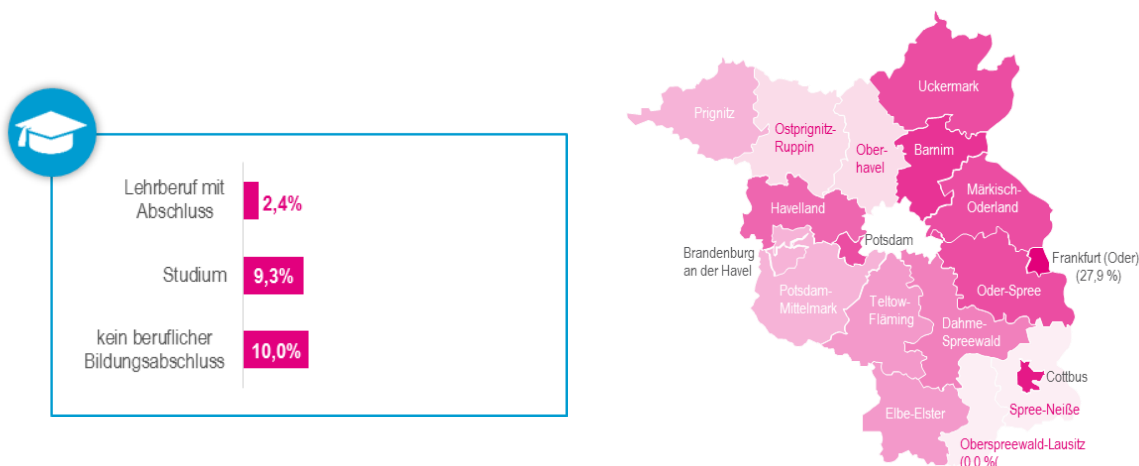 Lehrberuf mit
Abschluss
2,4%
Studium
9,3%
kein beruflicher
Bildungsabschluss
10,0%
Uckermark
Prignitz
Ostprignitz-
Ruppin
Ober-
havel
Barnim
Märkisch-
Oderland
Havelland
Potsdam
Brandenburg
an der Havel
Frankfurt (Oder)
(27,9 %)
Potsdam-
Mittelmark
Teltow-
Fläming
Oder-Spree
Dahme-
Spreewald
Cottbus
Elbe-Elster
Spree-Neiße
Oberspreewald-Lausitz
(0,0 %(